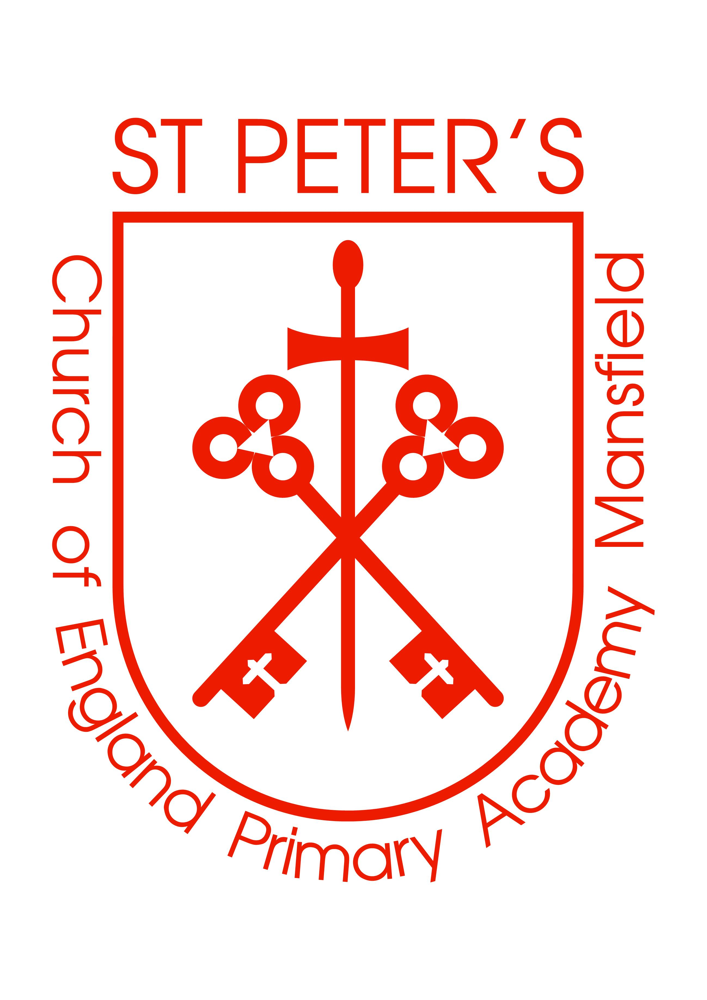 ST PETER'S
Church of England Primary Academy Mansfield